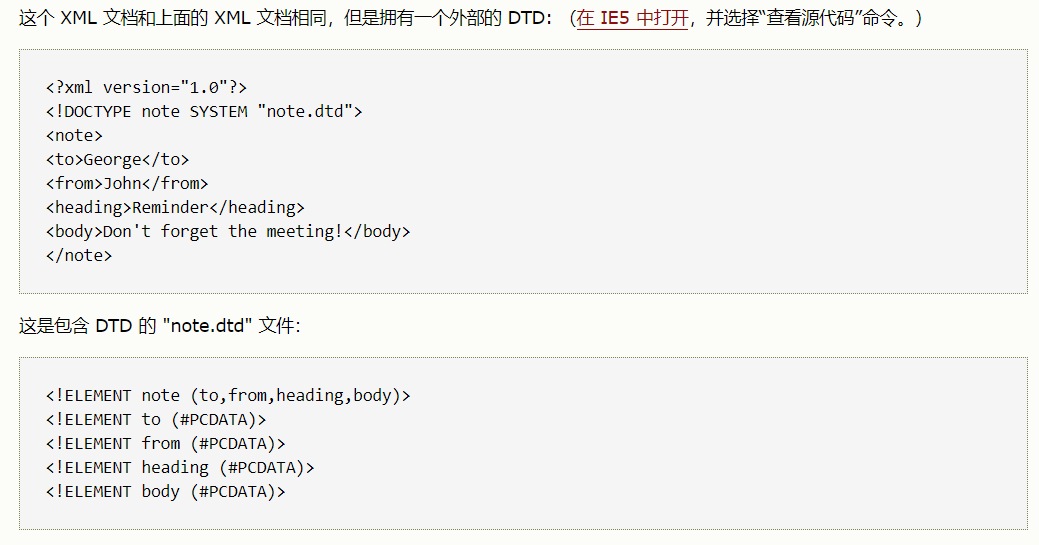 这个 XML 文档和上面的 XML 文档相同，但是拥有一个外部的 DTD: （在 IE5 中打开，并选择“查看源代码”命令。）
<?xml version="1.0"?>
<!DOCTYPE note SYSTEM "note.dtd">
<note>
<to>George</to>
<from>John</from>
<heading>Reminder</heading>
<body>Don't forget the meeting!</body>
</note>
这是包含 DTD 的 "note.dtd" 文件:
<!ELEMENT note (to,from,heading,body)>
<!ELEMENT to (#PCDATA)>
<!ELEMENT from (#PCDATA)>
<!ELEMENT heading (#PCDATA)>
<!ELEMENT body (#PCDATA)>